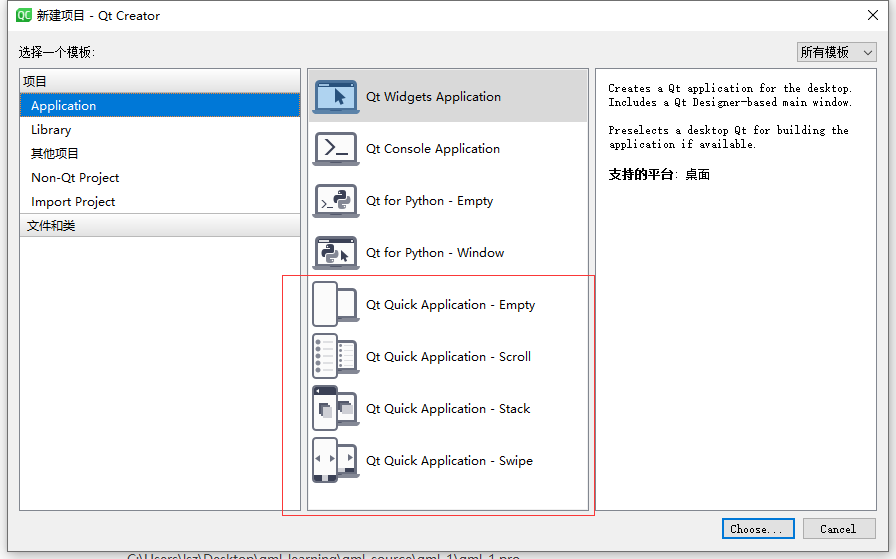 QC 新建项目 - Qt Creator
选择一个模板:
所有模板
项目
Application
Library
其他项目
Non-Qt Project
Import Project
文件和类
Qt Widgets Application
Qt Console Application
Qt for Python - Empty
Qt for Python - Window
Qt Quick Application - Empty
Qt Quick Application - Scroll
Qt Quick Application - Stack
Qt Quick Application - Swipe
Creates a Qt application for the desktop.
Includes a Qt Designer-based main window.
Preselects a desktop Qt for building the
application if available.
支持的平台: 桌面
Choose...
Cancel